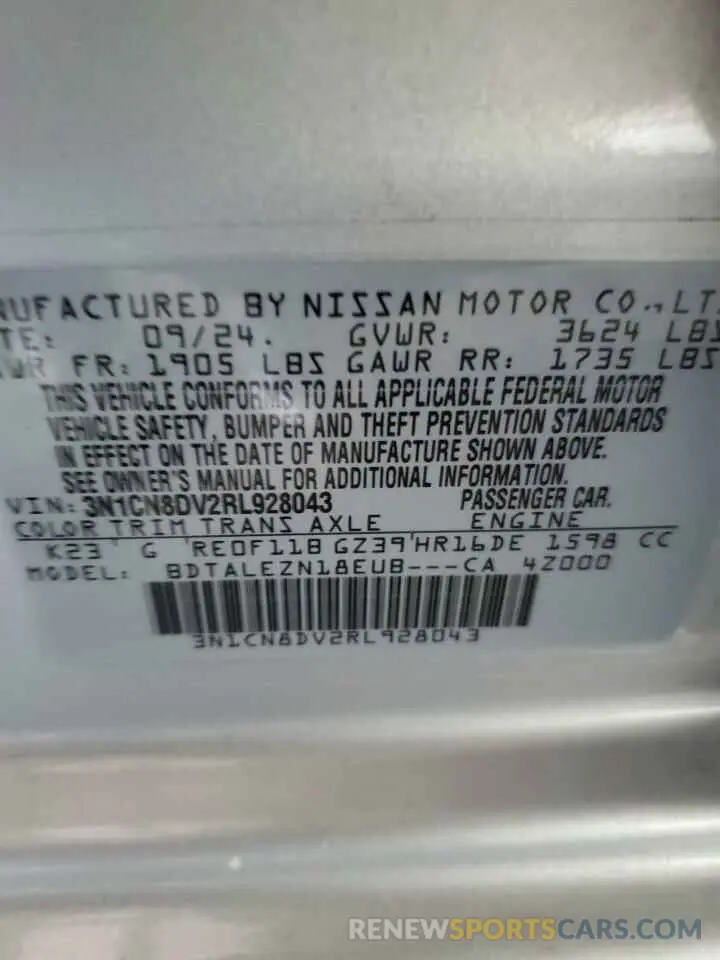 NUFACTURED BY NISSAN MOTOR CO., LT
TE: 09/24. GVWR: 3624 LBS
WR FR: 1905 LBS GAWR RR: 1735 LBS
THIS VEHICLE CONFORMS TO ALL APPLICABLE FEDERAL MOTOR
VEHICLE SAFETY, BUMPER AND THEFT PREVENTION STANDARDS
IN EFFECT ON THE DATE OF MANUFACTURE SHOWN ABOVE.
SEE OWNER'S MANUAL FOR ADDITIONAL INFORMATION.
VIN: 3N1CN8DV2RL928043 PASSENGER CAR.
COLOR TRIM TRANS AXLE ENGINE
K23 G RE0F11B GZ39 HR16DE 1598 CC
MODEL: BDTALEZN18EUB---CA 4Z000
3N1CN8DV2RL928043
RENEWSPORTSCARS.COM